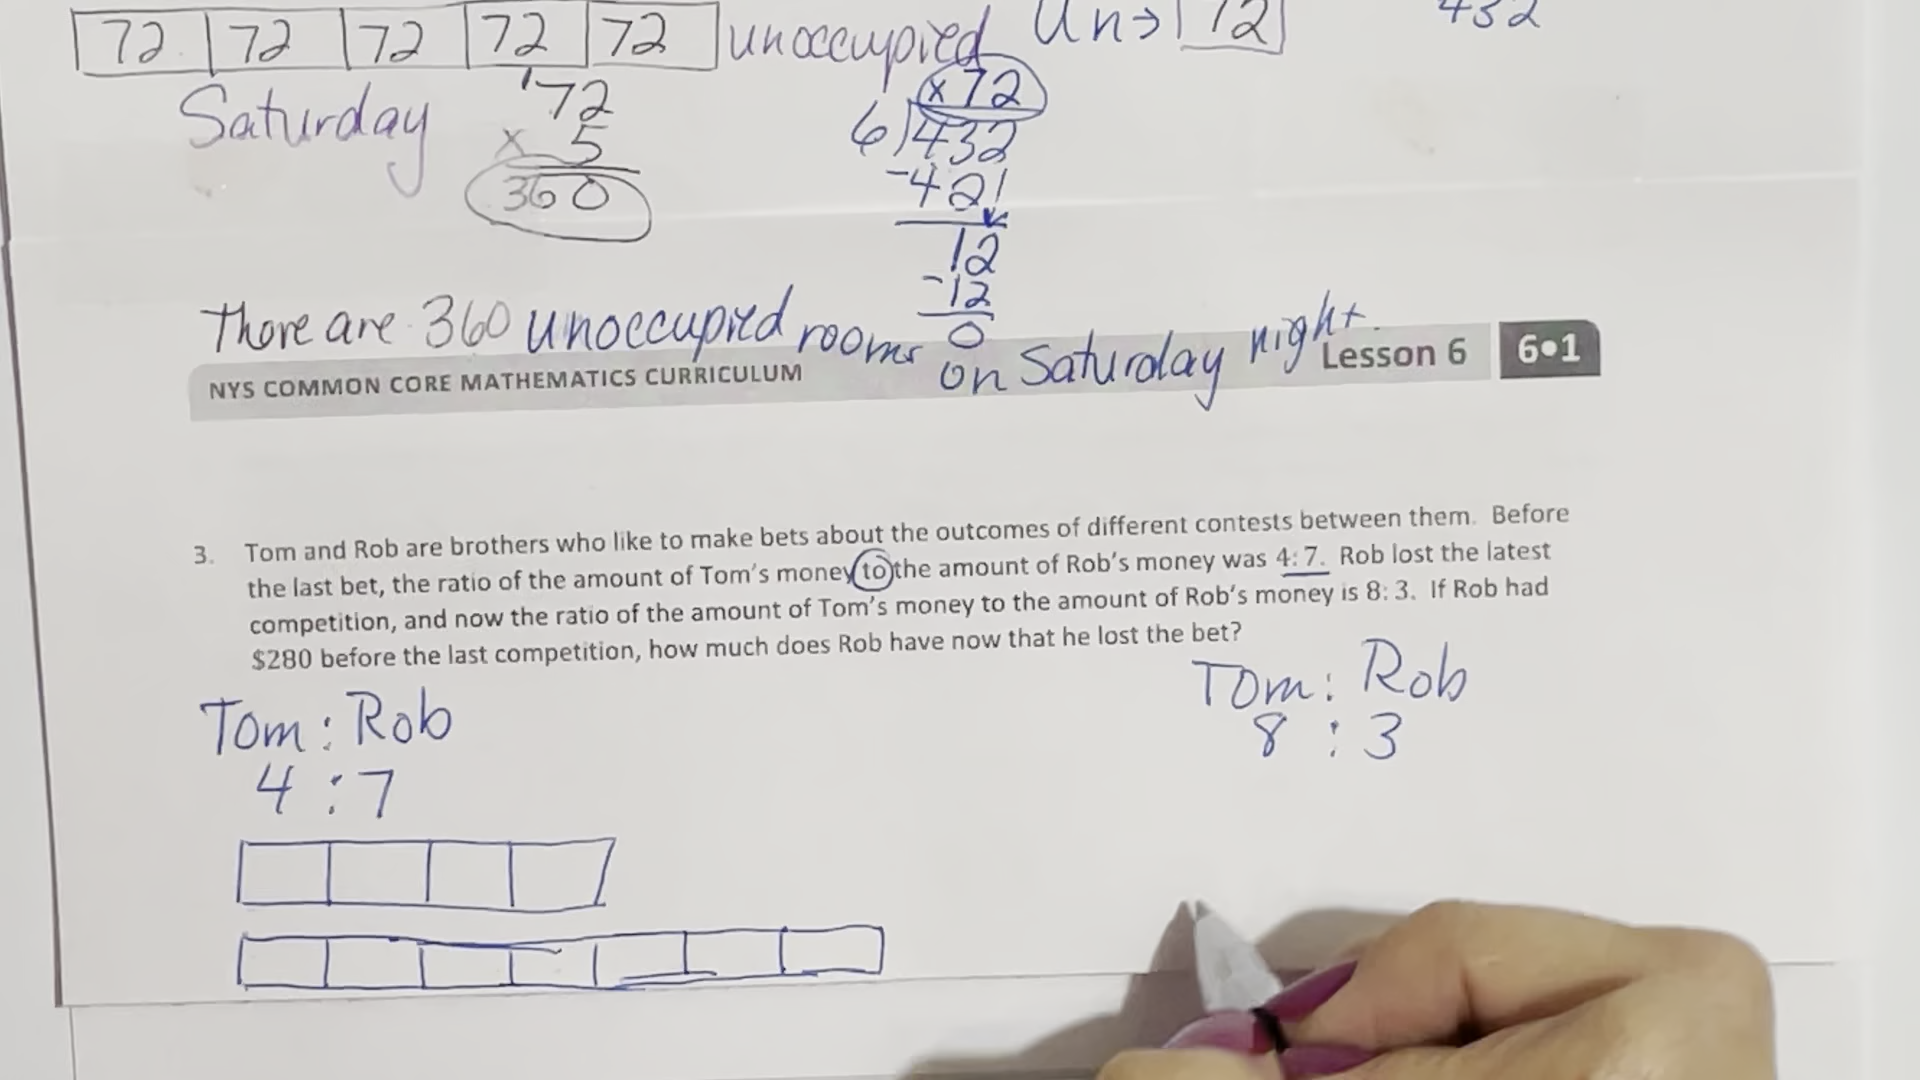 72 72 72 72 72 unoccupied Un→ 72 432
Saturday
'72
x 5
360
x72
6)432
-42
12
-12
0
There are 360 unoccupied rooms on Saturday night.
NYS COMMON CORE MATHEMATICS CURRICULUM Lesson 6 6•1
3. Tom and Rob are brothers who like to make bets about the outcomes of different contests between them. Before
the last bet, the ratio of the amount of Tom's money to the amount of Rob's money was 4: 7. Rob lost the latest
competition, and now the ratio of the amount of Tom's money to the amount of Rob's money is 8: 3. If Rob had
$280 before the last competition, how much does Rob have now that he lost the bet?
Tom : Rob
4 : 7
Tom : Rob
8 : 3